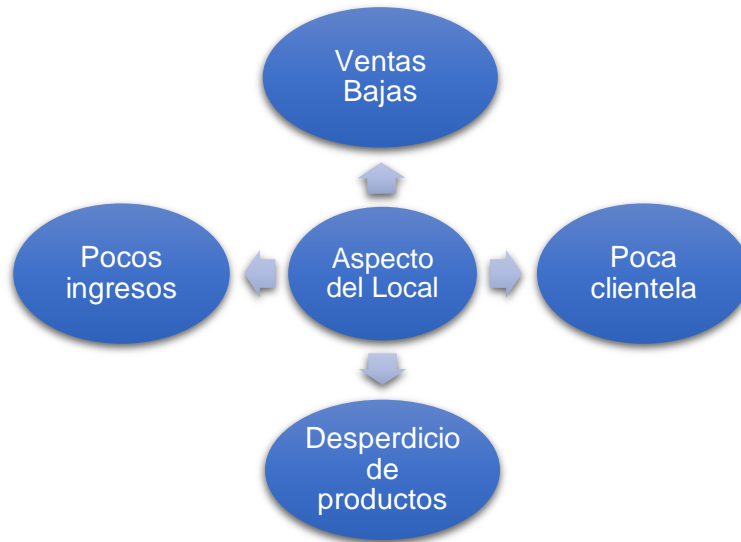 Ventas
Bajas
Pocos
ingresos
Aspecto
del Local
Poca
clientela
Desperdicio
de
productos